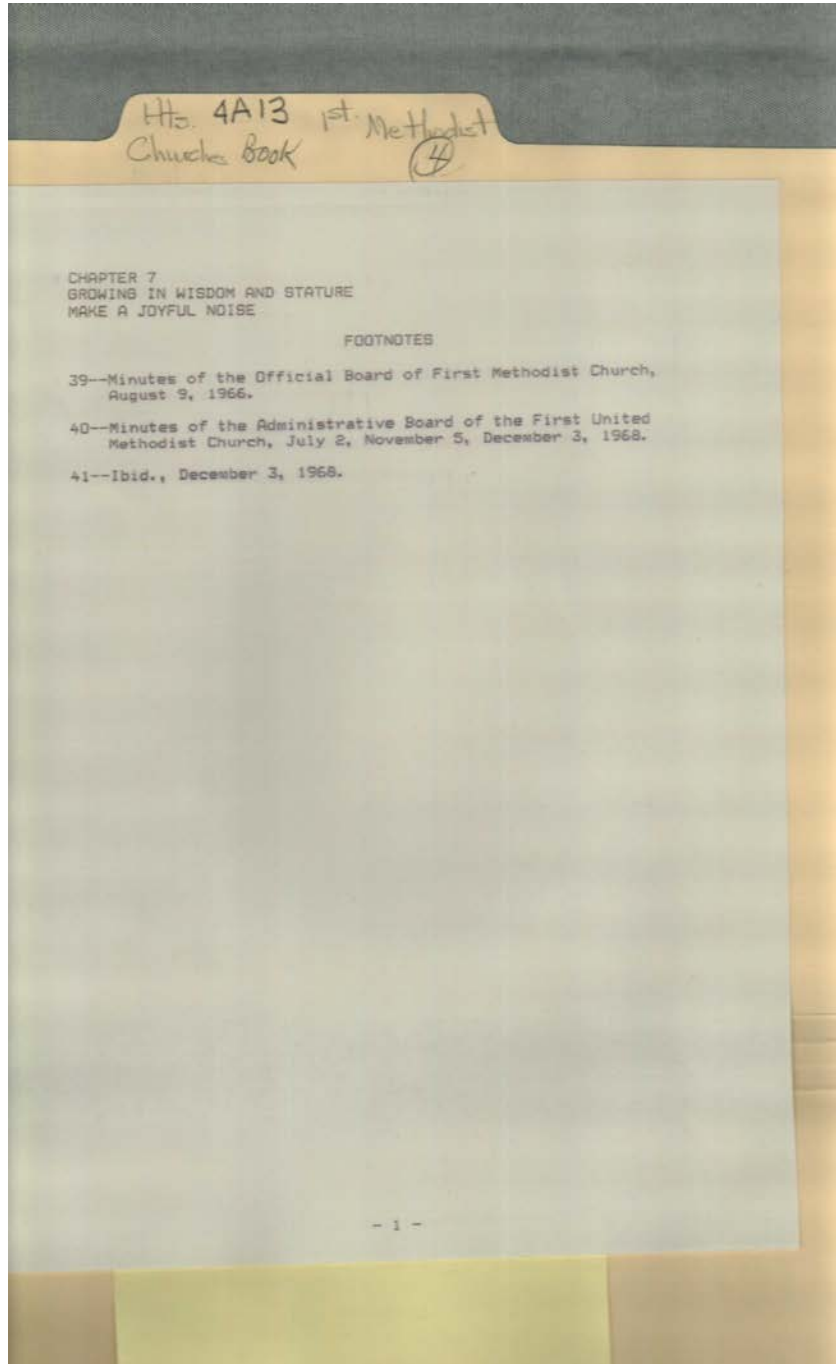 Hts. 4A13 1st. Methodist
Churches Book 4
CHAPTER 7
GROWING IN WISDOM AND STATURE
MAKE A JOYFUL NOISE
FOOTNOTES
39--Minutes of the Official Board of First Methodist Church,
August 9, 1966.
40--Minutes of the Administrative Board of the First United
Methodist Church, July 2, November 5, December 3, 1968.
41--Ibid., December 3, 1968.
- 1 -